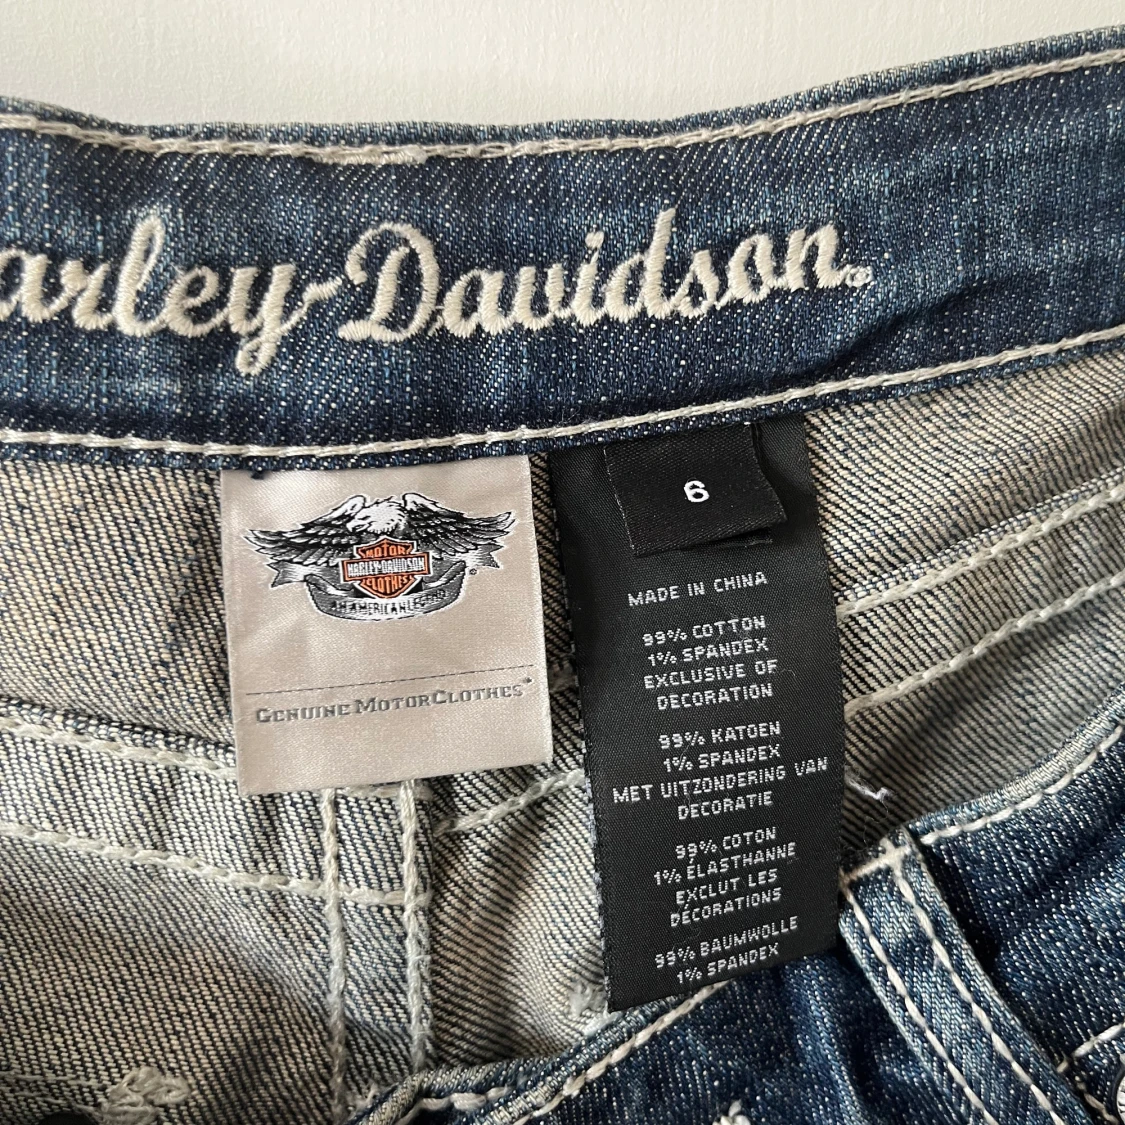 arley-Davidson®
MOTOR
HARLEY-DAVIDSON
CLOTHES
®
AN AMERICAN LEGEND
GENUINE MOTORCLOTHES®
6
MADE IN CHINA
99% COTTON
1% SPANDEX
EXCLUSIVE OF
DECORATION
99% KATOEN
1% SPANDEX
MET UITZONDERING VAN
DECORATIE
99% COTON
1% ÉLASTHANNE
EXCLUT LES
DÉCORATIONS
99% BAUMWOLLE
1% SPANDEX